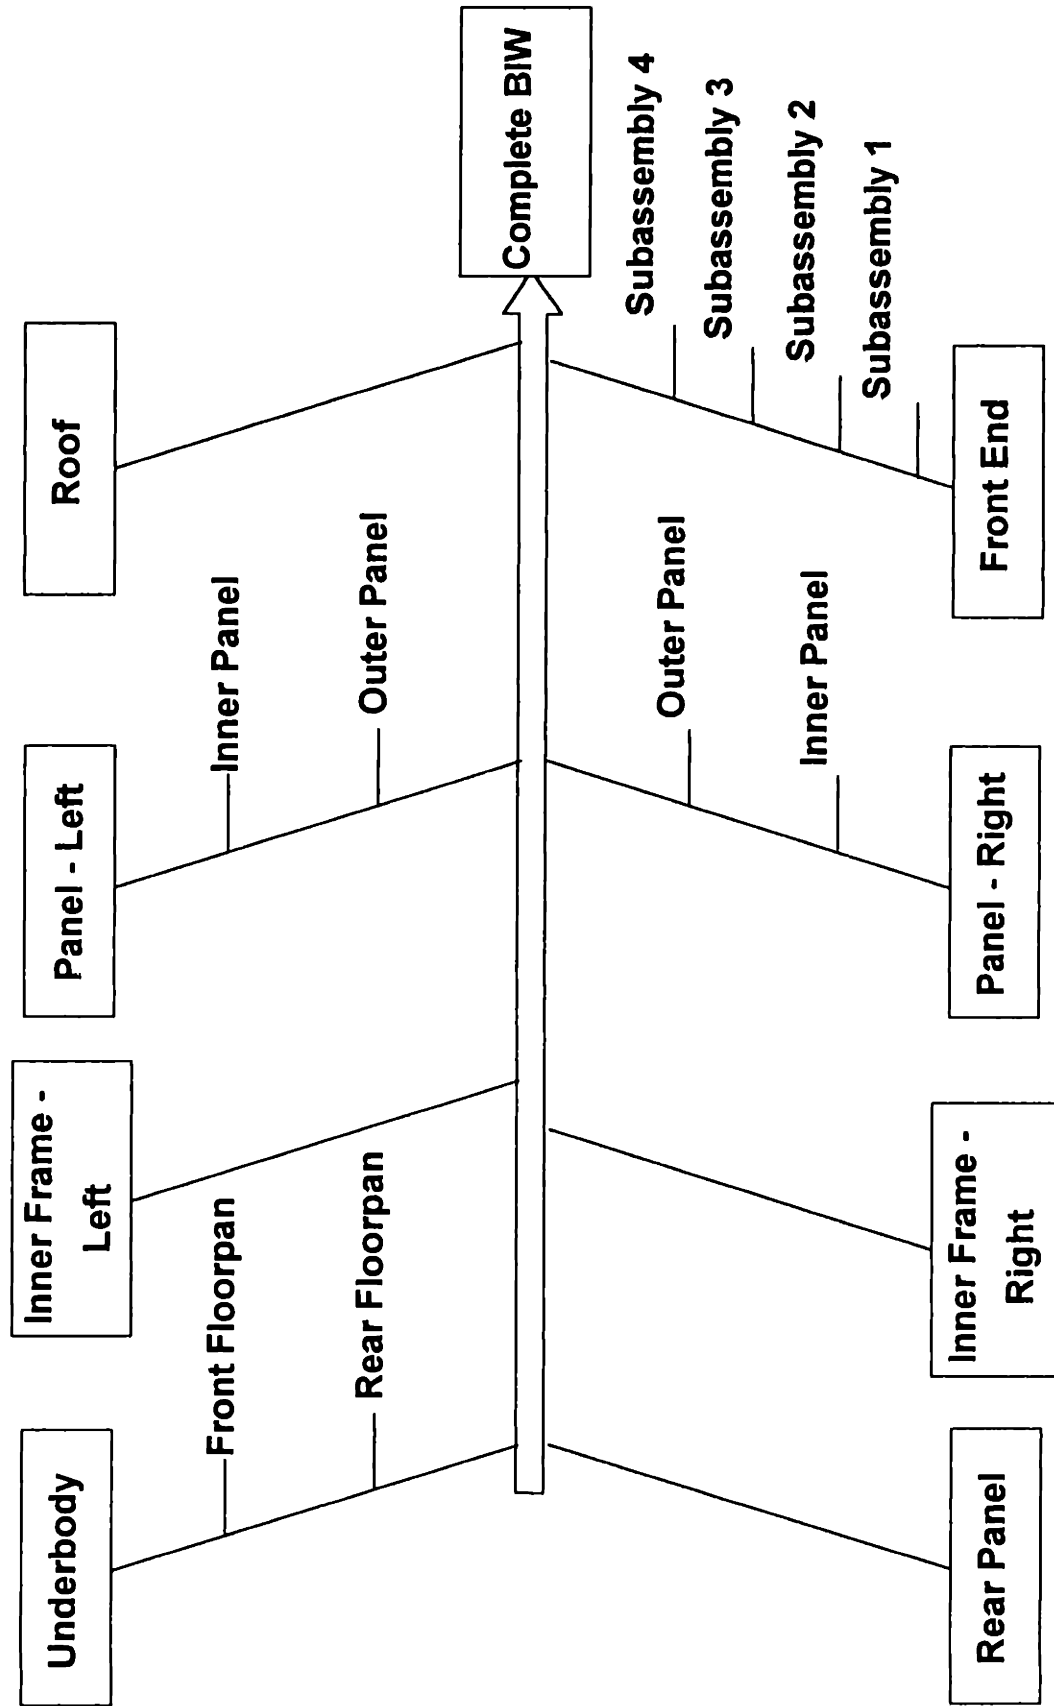 Underbody
Inner Frame -
Left
Panel - Left
Roof
Front Floorpan
Rear Floorpan
Inner Panel
Outer Panel
Complete BIW
Outer Panel
Inner Panel
Subassembly 4
Subassembly 3
Subassembly 2
Subassembly 1
Rear Panel
Inner Frame -
Right
Panel - Right
Front End